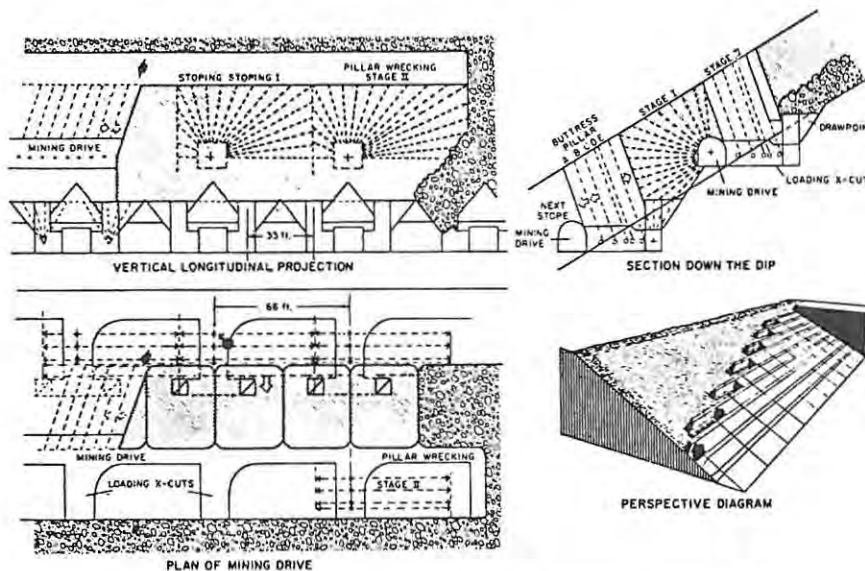 STOPING STOPING I
PILLAR WRECKING
STAGE II
MINING DRIVE
33 ft.
VERTICAL LONGITUDINAL PROJECTION
BUTTRESS
PILLAR
STAGE I
STAGE II
DRAWPOINT
LOADING X-CUTS
MINING DRIVE
NEXT
STOPE
MINING
DRIVE
SECTION DOWN THE DIP
66 ft.
MINING DRIVE
PILLAR WRECKING
LOADING X-CUTS
STAGE II
PLAN OF MINING DRIVE
PERSPECTIVE DIAGRAM